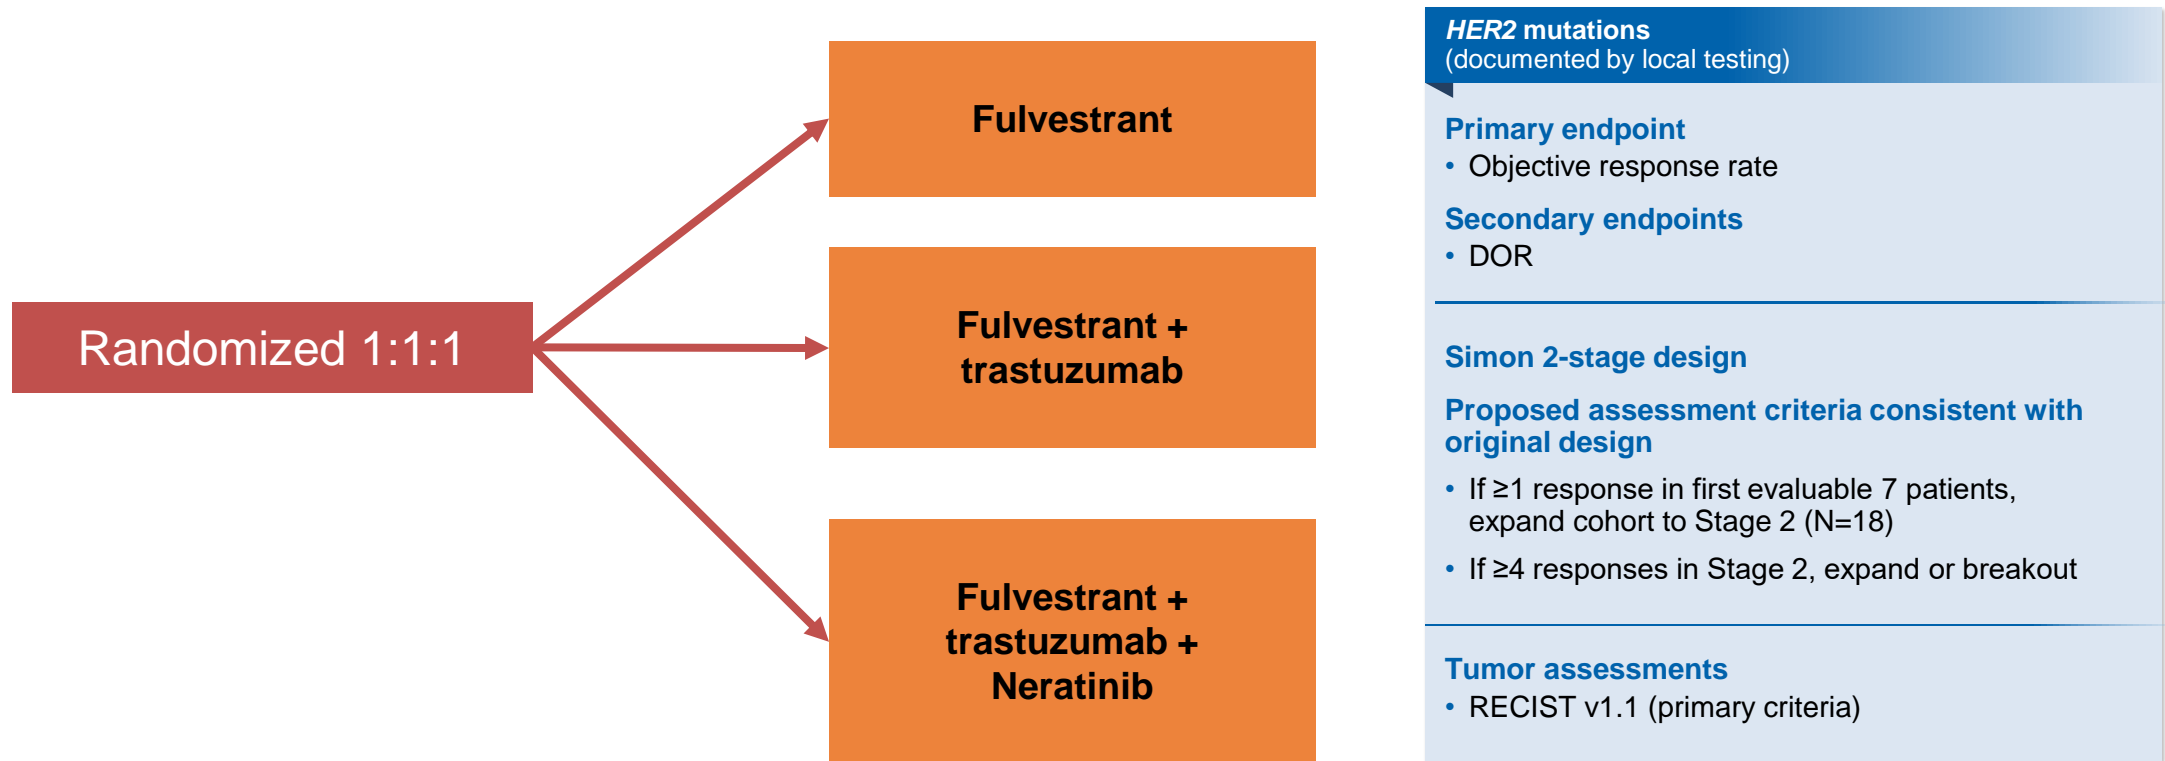 Randomized 1:1:1
Fulvestrant
Fulvestrant +
trastuzumab
Fulvestrant +
trastuzumab +
Neratinib
HER2 mutations
(documented by local testing)
Primary endpoint
• Objective response rate
Secondary endpoints
• DOR
Simon 2-stage design
Proposed assessment criteria consistent with
original design
• If ≥1 response in first evaluable 7 patients,
expand cohort to Stage 2 (N=18)
• If ≥4 responses in Stage 2, expand or breakout
Tumor assessments
• RECIST v1.1 (primary criteria)